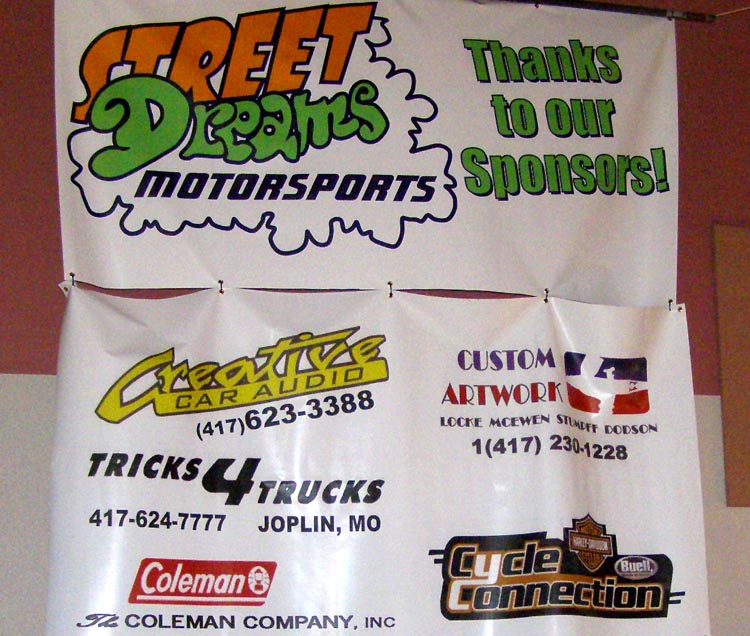 STREET
Dreams
MOTORSPORTS
Thanks
to our
Sponsors!
Creative
CAR AUDIO
(417)623-3388
TRICKS 4 TRUCKS
417-624-7777 JOPLIN, MO
Coleman
The COLEMAN COMPANY, INC
CUSTOM
ARTWORK
LOCKE MCEWEN STUMPFF DODSON
1(417) 230-1228
HARLEY-DAVIDSON
Cycle
Connection
Buell